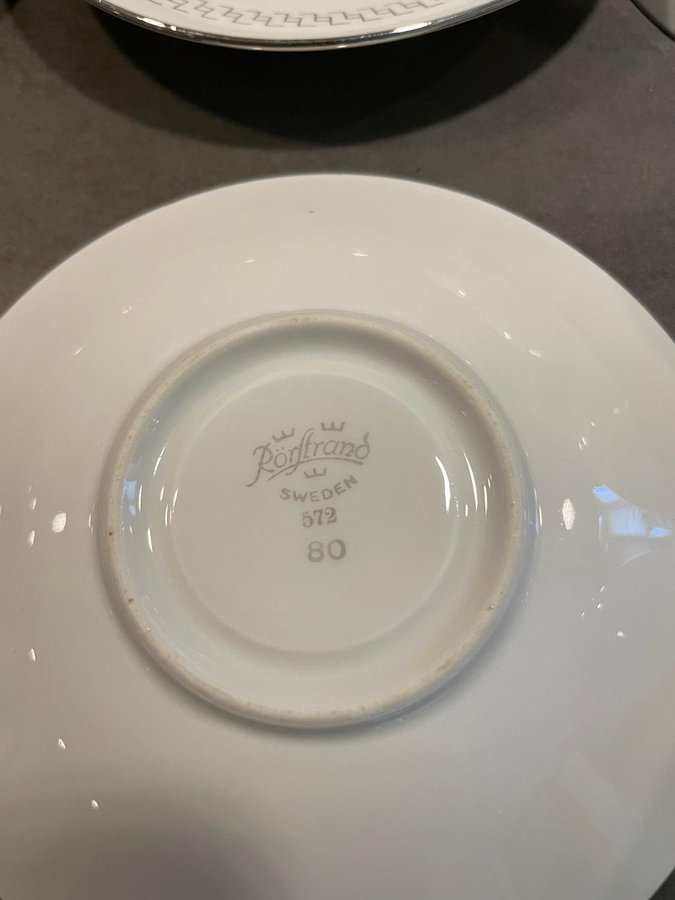 Rörstrand
SWEDEN
572
80